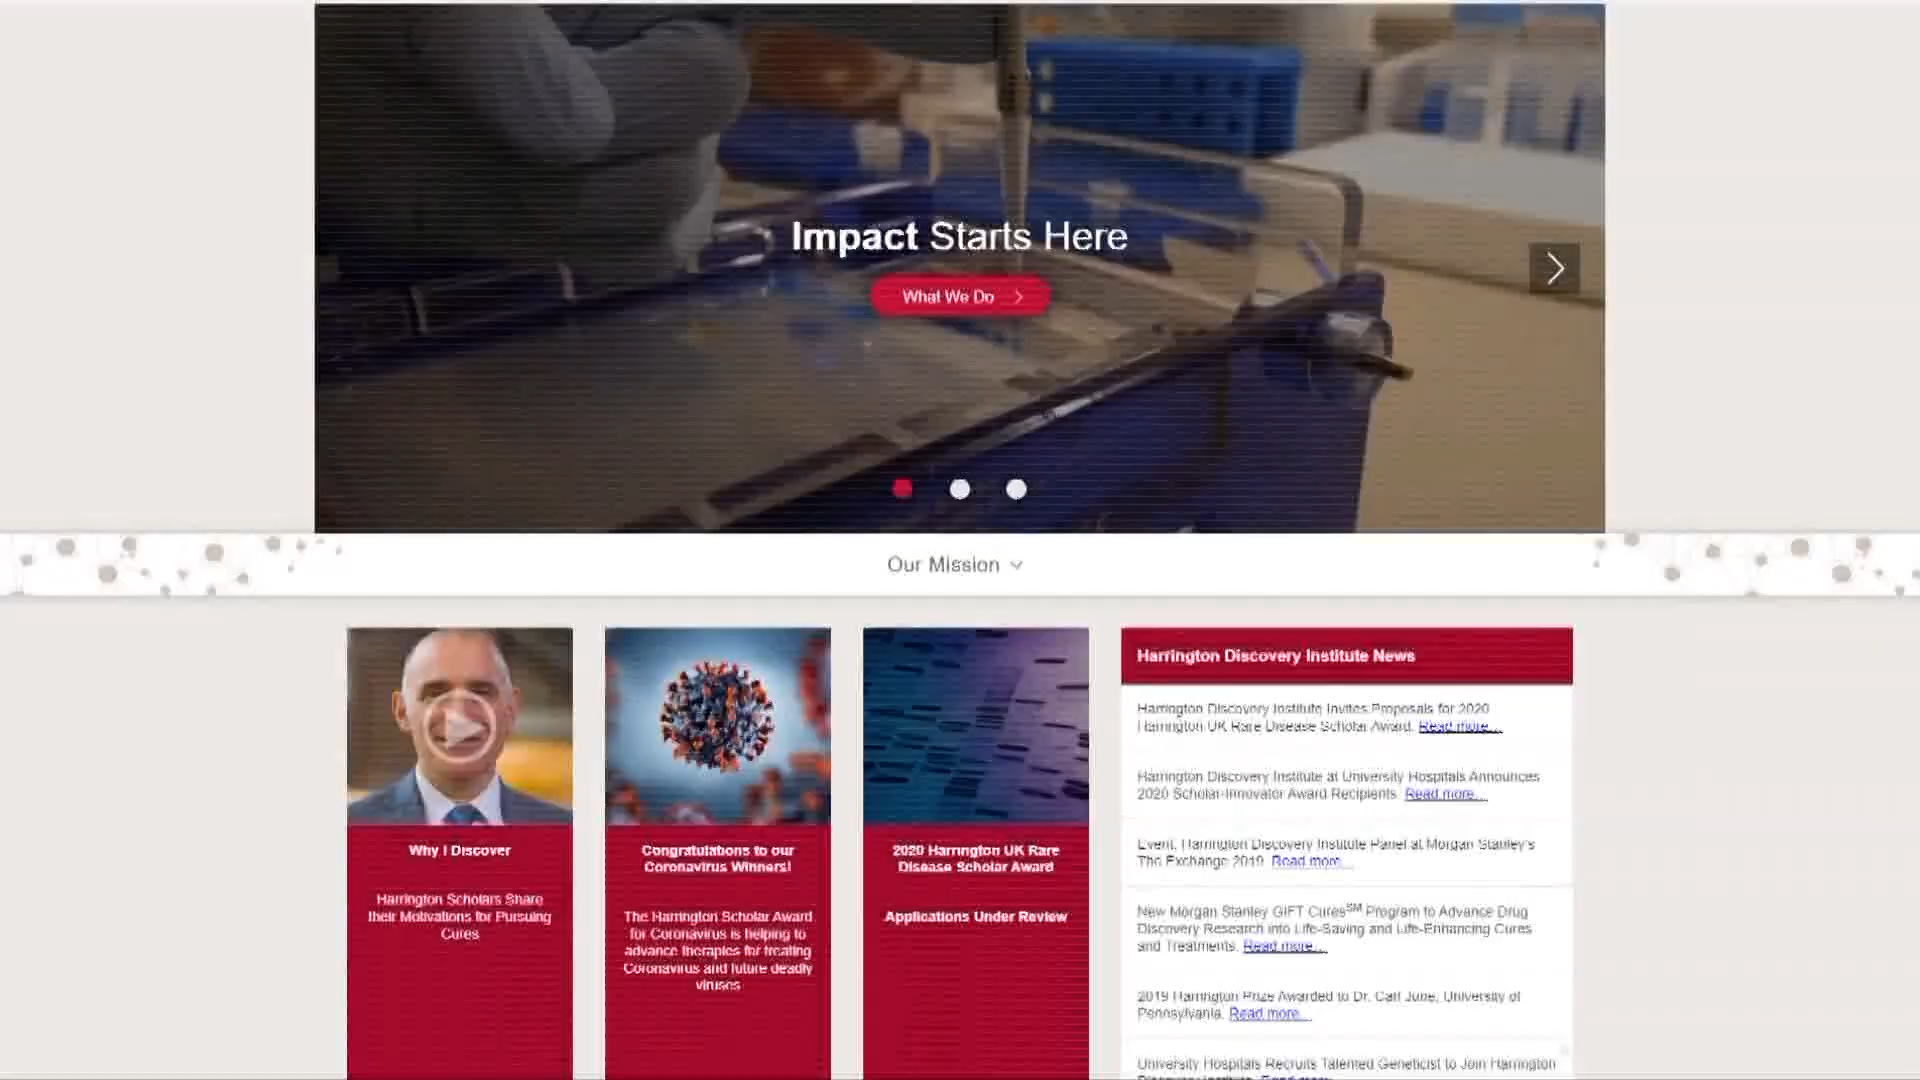 Impact Starts Here
What We Do
Our Mission
Why I Discover
Harrington Scholars Share
their Motivations for Pursuing
Cures
Congratulations to our
Coronavirus Winners!
The Harrington Scholar Award
for Coronavirus is helping to
advance therapies for treating
Coronavirus and future deadly
viruses
2020 Harrington UK Rare
Disease Scholar Award
Applications Under Review
Harrington Discovery Institute News
Harrington Discovery Institute Invites Proposals for 2020
Harrington UK Rare Disease Scholar Award. Read more...
Harrington Discovery Institute at University Hospitals Announces
2020 Scholar-Innovator Award Recipients Read more...
Event: Harrington Discovery Institute Panel at Morgan Stanley's
The Exchange 2019 Read more...
New Morgan Stanley GIFT Cures℠ Program to Advance Drug
Discovery Research into Life-Saving and Life-Enhancing Cures
and Treatments. Read more...
2019 Harrington Prize Awarded to Dr. Carl June, University of
Pennsylvania. Read more...
University Hospitals Recruits Talented Geneticist to Join Harrington